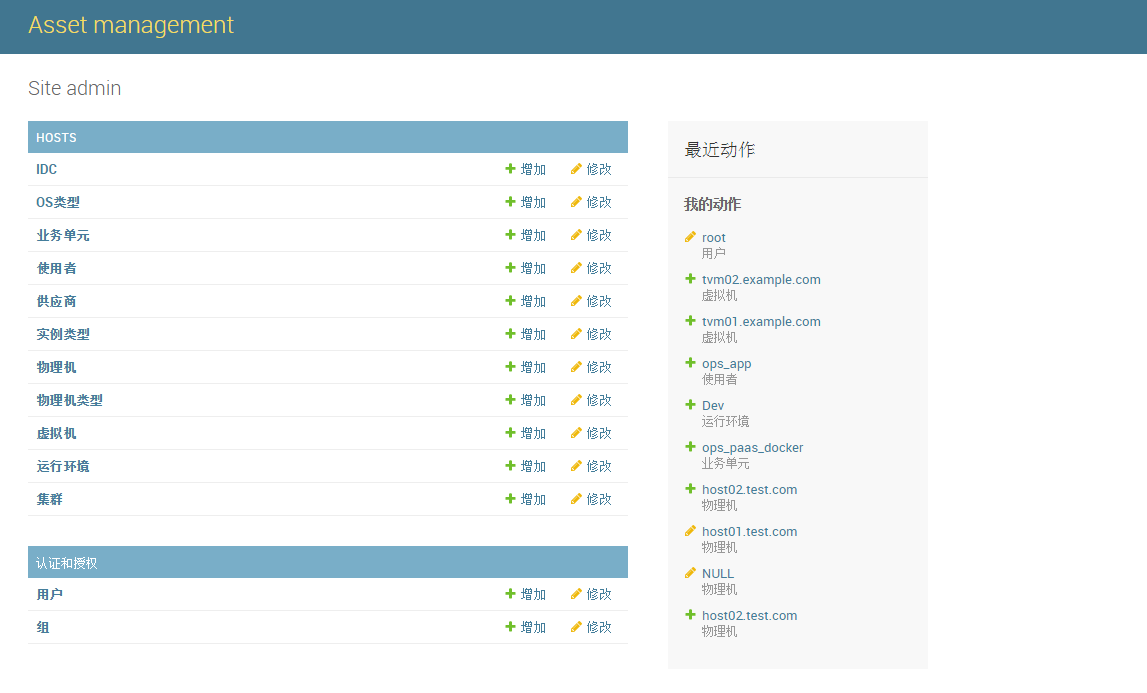 Asset management
Site admin
HOSTS
IDC 增加 修改
OS类型 增加 修改
业务单元 增加 修改
使用者 增加 修改
供应商 增加 修改
实例类型 增加 修改
物理机 增加 修改
物理机类型 增加 修改
虚拟机 增加 修改
运行环境 增加 修改
集群 增加 修改
认证和授权
用户 增加 修改
组 增加 修改
最近动作
我的动作
root
用户
tvm02.example.com
虚拟机
tvm01.example.com
虚拟机
ops_app
使用者
Dev
运行环境
ops_paas_docker
业务单元
host02.test.com
物理机
host01.test.com
物理机
NULL
物理机
host02.test.com
物理机